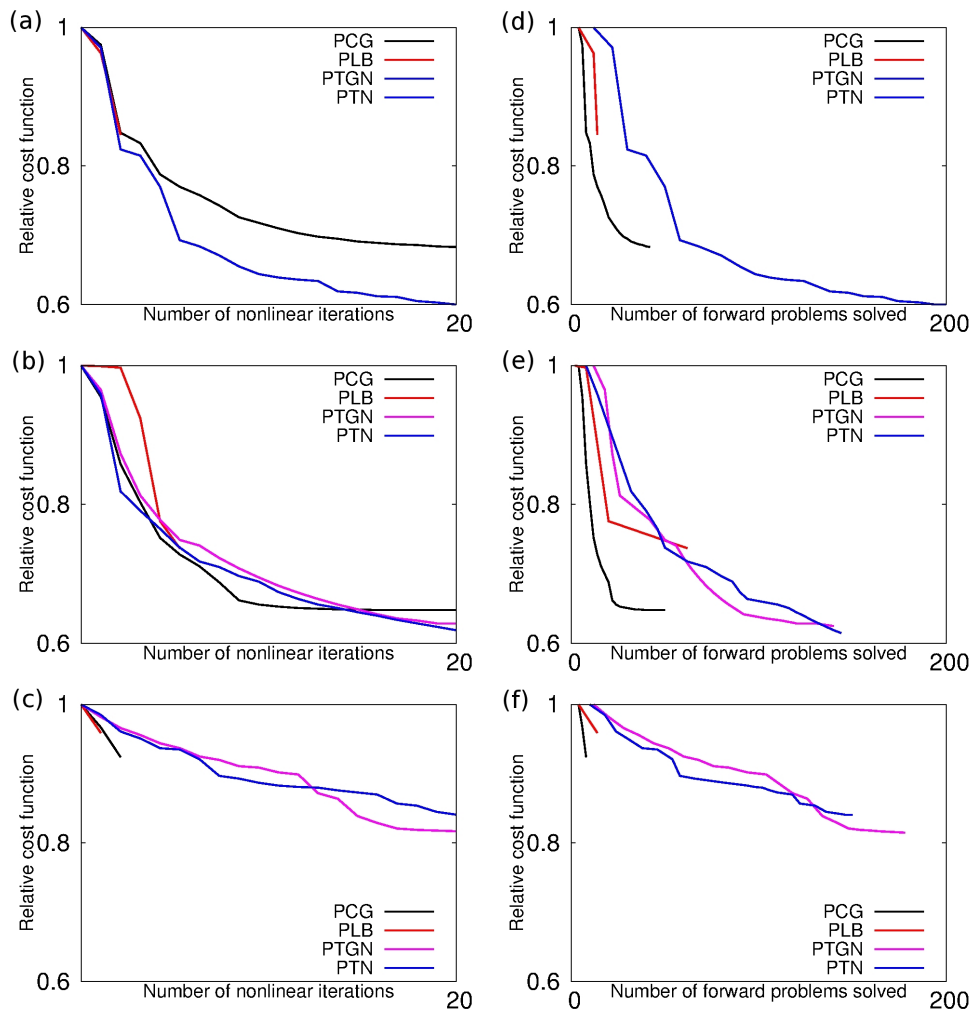 (a)
1
0.8
0.6
Relative cost function
PCG
PLB
PTGN
PTN
Number of nonlinear iterations
20
(d)
1
0.8
0.6
Relative cost function
PCG
PLB
PTGN
PTN
0
Number of forward problems solved
200
(b)
1
0.8
0.6
Relative cost function
PCG
PLB
PTGN
PTN
Number of nonlinear iterations
20
(e)
1
0.8
0.6
Relative cost function
PCG
PLB
PTGN
PTN
0
Number of forward problems solved
200
(c)
1
0.8
0.6
Relative cost function
PCG
PLB
PTGN
PTN
Number of nonlinear iterations
20
(f)
1
0.8
0.6
Relative cost function
PCG
PLB
PTGN
PTN
0
Number of forward problems solved
200